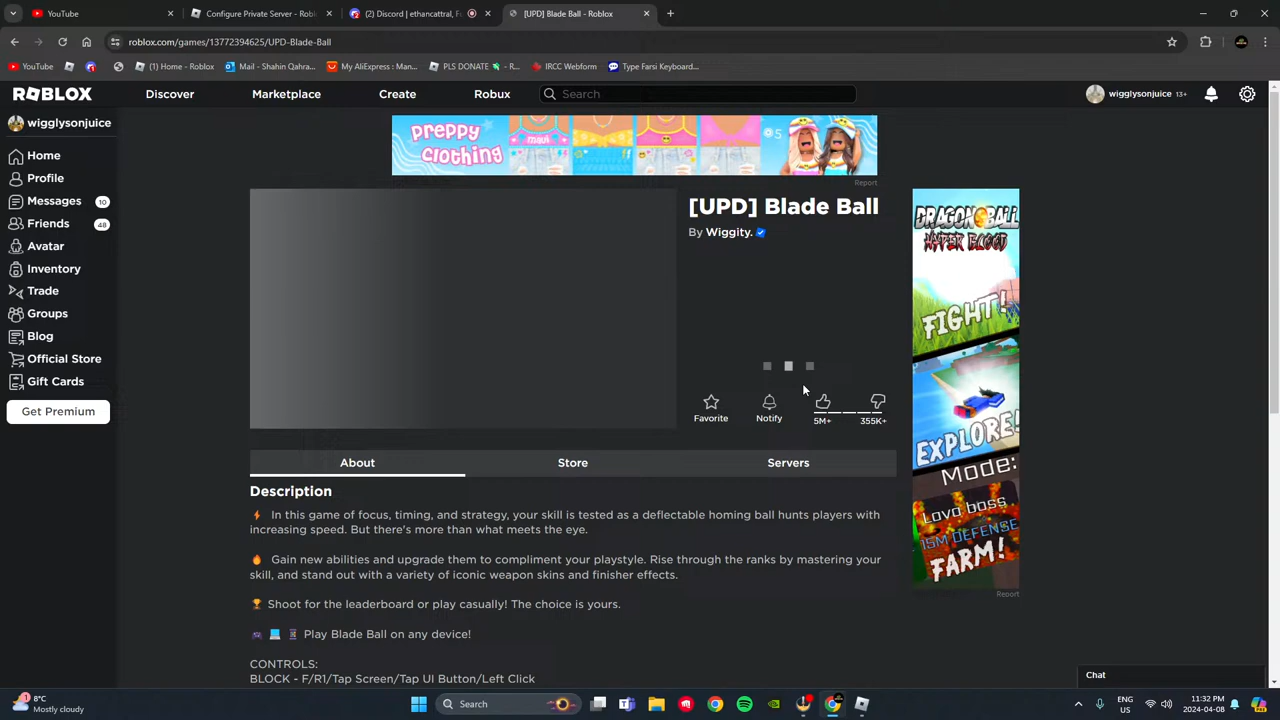 YouTube
Configure Private Server - Robl
(2) Discord | ethancattral, F
[UPD] Blade Ball - Roblox
roblox.com/games/13772394625/UPD-Blade-Ball
YouTube
(1) Home - Roblox
Mail - Shahin Qahra...
My AliExpress : Man...
PLS DONATE - R...
IRCC Webform
Type Farsi Keyboard...
ROBLOX
Discover
Marketplace
Create
Robux
Search
wigglysonjuice 13+
wigglysonjuice
Home
Profile
Messages 10
Friends 48
Avatar
Inventory
Trade
Groups
Blog
Official Store
Gift Cards
Get Premium
preppy
clothing
5
Report
[UPD] Blade Ball
By Wiggity.
Favorite
Notify
5M+
355K+
DRAGON BALL
HYPER BLOOD
FIGHT!
EXPLORE!
Mode:
Lava boss
15M DEFENSE
FARM!
Report
About
Store
Servers
Description
In this game of focus, timing, and strategy, your skill is tested as a deflectable homing ball hunts players with
increasing speed. But there's more than what meets the eye.
Gain new abilities and upgrade them to compliment your playstyle. Rise through the ranks by mastering your
skill, and stand out with a variety of iconic weapon skins and finisher effects.
Shoot for the leaderboard or play casually! The choice is yours.
Play Blade Ball on any device!
CONTROLS:
BLOCK - F/R1/Tap Screen/Tap UI Button/Left Click
Chat
1
8°C
Mostly cloudy
Search
ENG
US
11:32 PM
2024-04-08